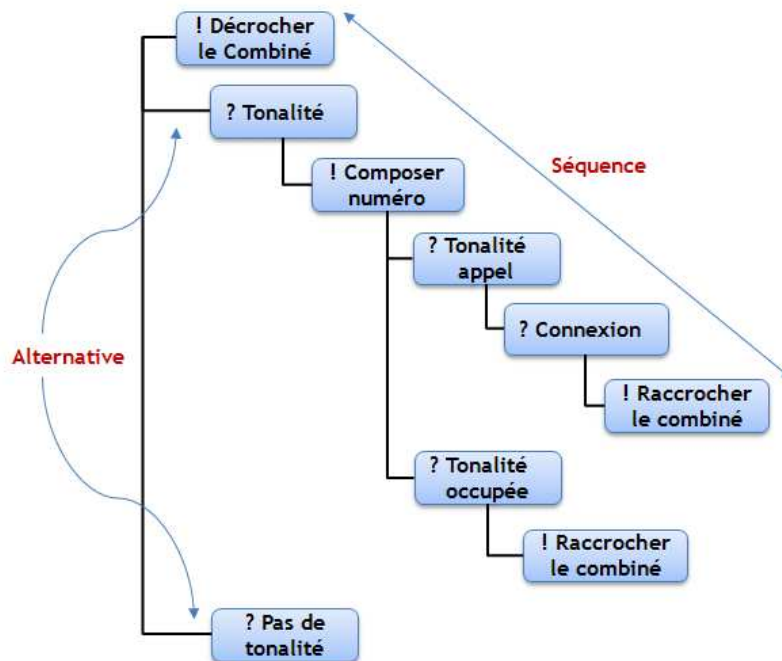 ! Décrocher
le Combiné
? Tonalité
! Composer
numéro
Séquence
? Tonalité
appel
? Connexion
Alternative
! Raccrocher
le combiné
? Tonalité
occupée
! Raccrocher
le combiné
? Pas de
tonalité